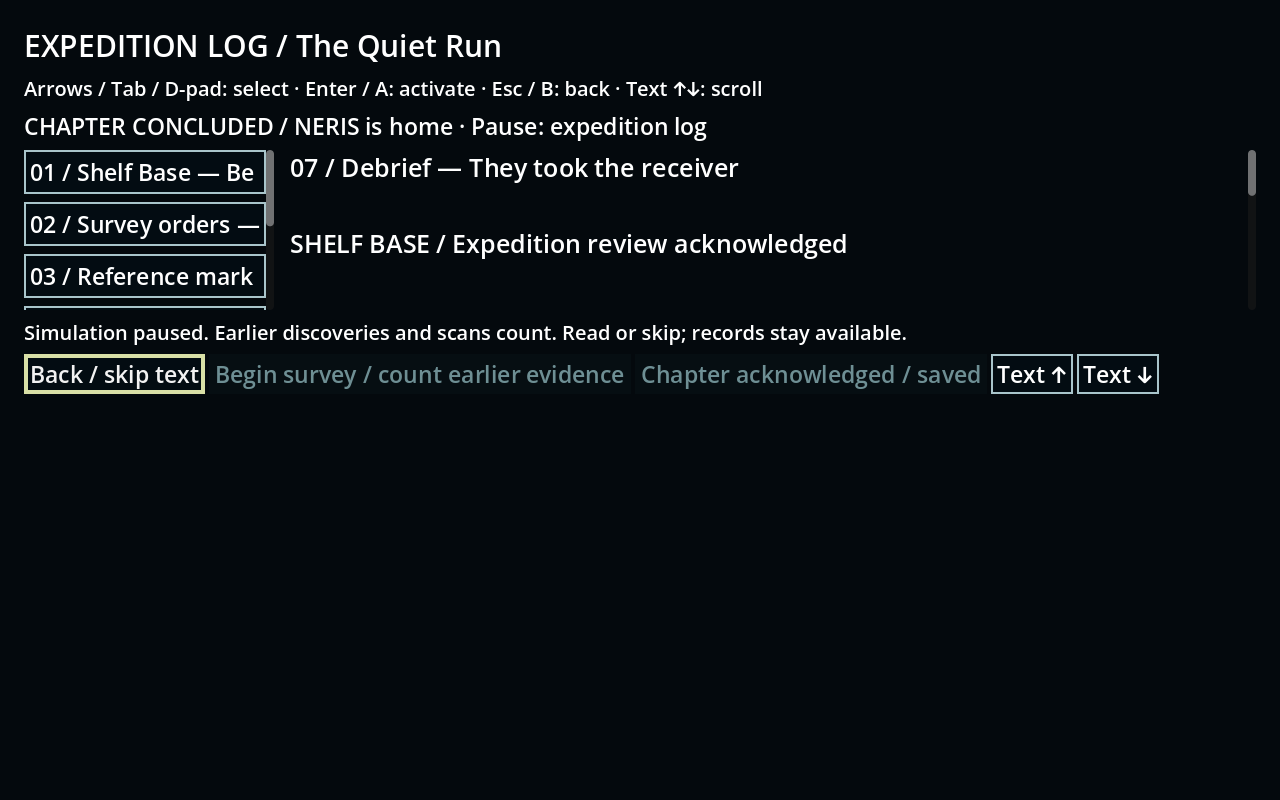 EXPEDITION LOG / The Quiet Run
Arrows / Tab / D-pad: select · Enter / A: activate · Esc / B: back · Text ↑↓: scroll
CHAPTER CONCLUDED / NERIS is home · Pause: expedition log
01 / Shelf Base — Be
02 / Survey orders —
03 / Reference mark
07 / Debrief — They took the receiver
SHELF BASE / Expedition review acknowledged
Simulation paused. Earlier discoveries and scans count. Read or skip; records stay available.
Back / skip text
Begin survey / count earlier evidence
Chapter acknowledged / saved
Text ↑
Text ↓